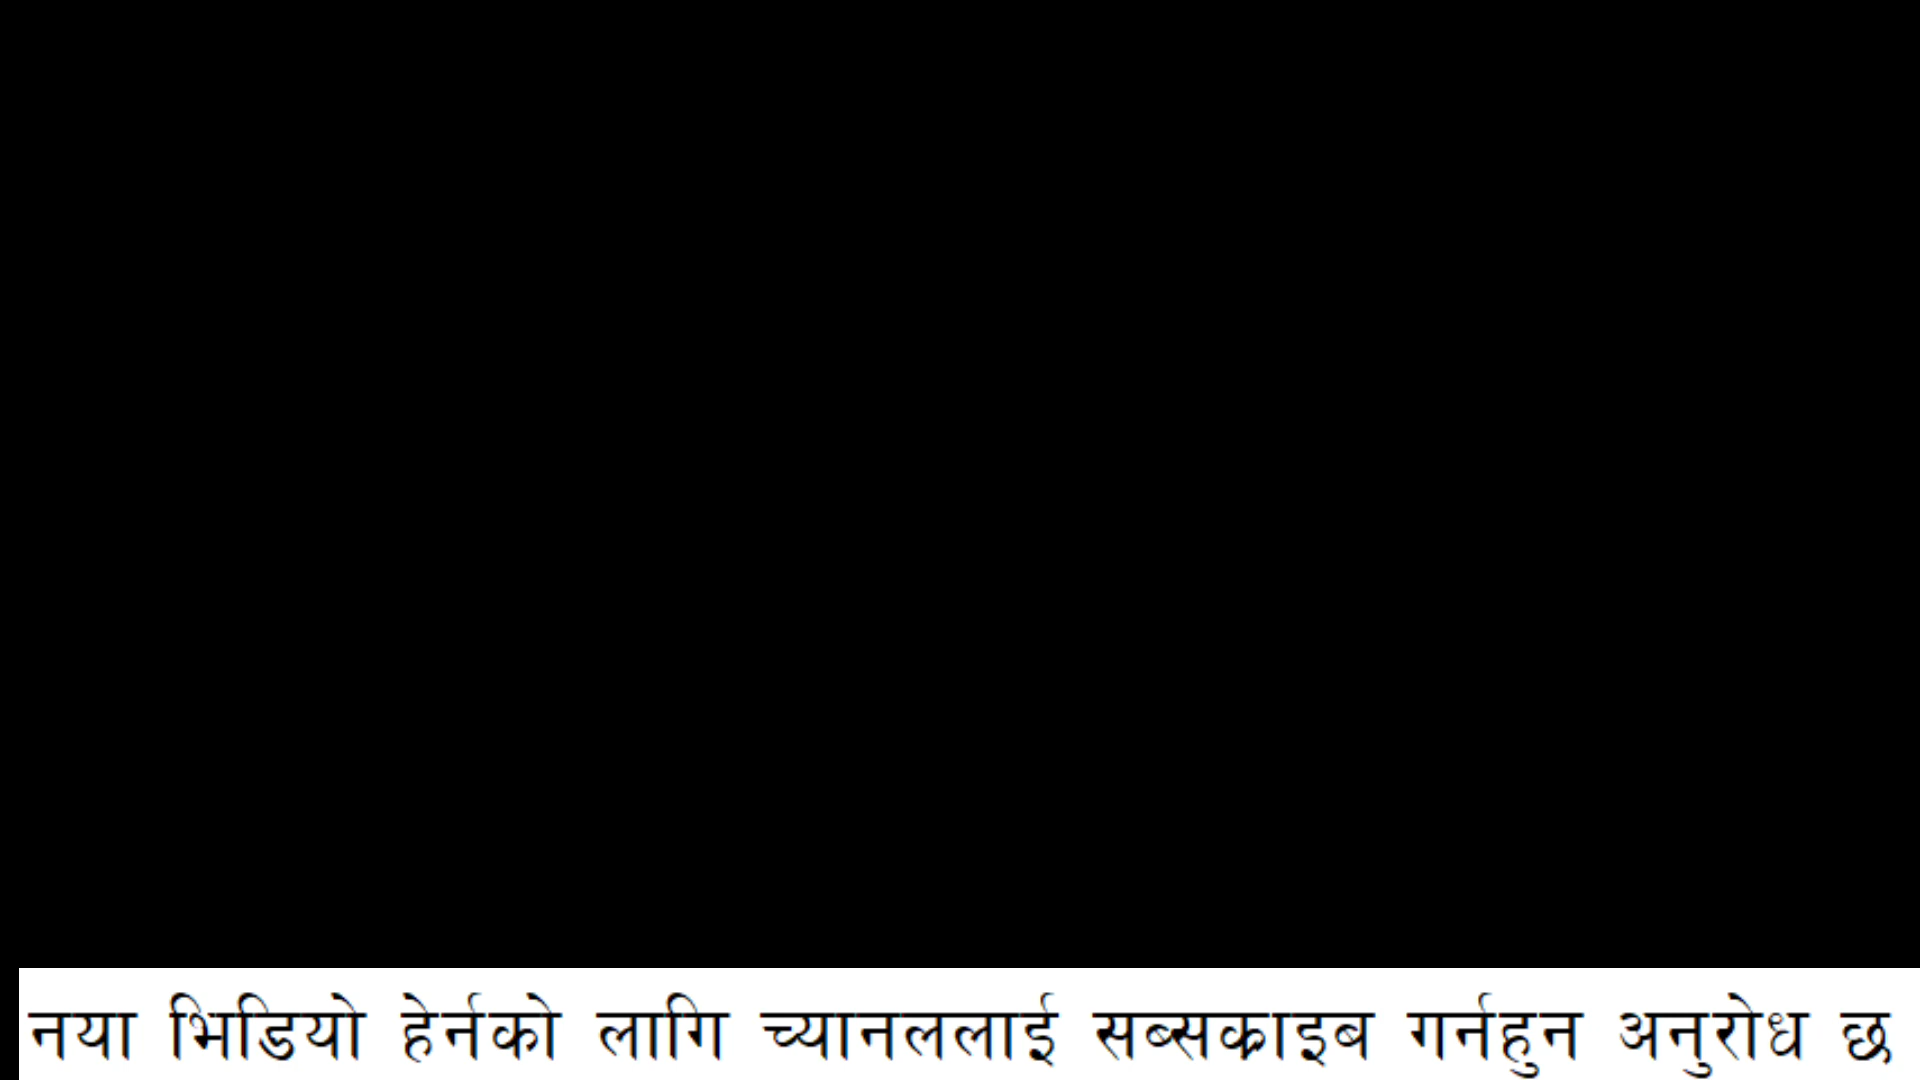 नया भिडियो हेर्नको लागि च्यानललाई सब्सक्राइब गर्नहुन अनुरोध छ